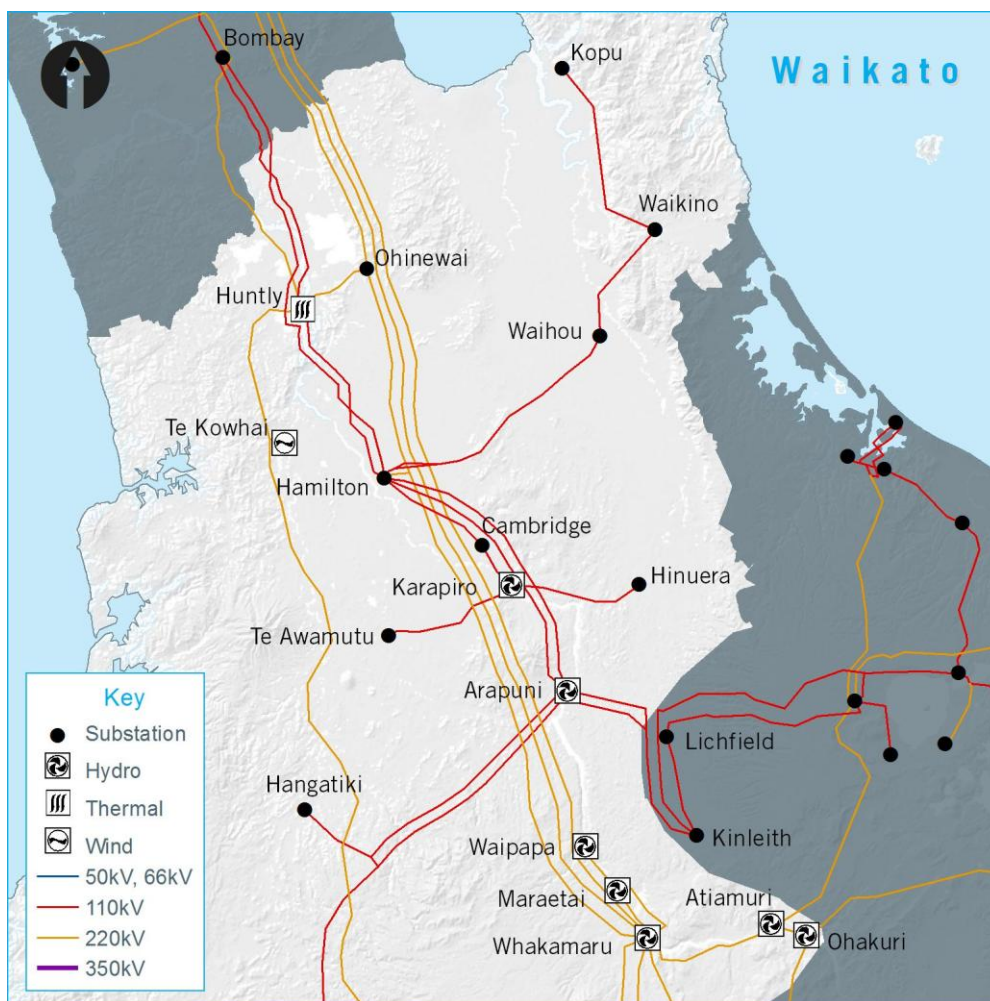 Bombay
Kopu
Waikato
Waikino
Ohinewai
Huntly
Waihou
Te Kowhai
Hamilton
Cambridge
Karapiro
Hinuera
Te Awamutu
Arapuni
Lichfield
Hangatiki
Kinleith
Waipapa
Maraetai
Atiamuri
Whakamaru
Ohakuri
Key
Substation
Hydro
Thermal
Wind
50kV, 66kV
110kV
220kV
350kV